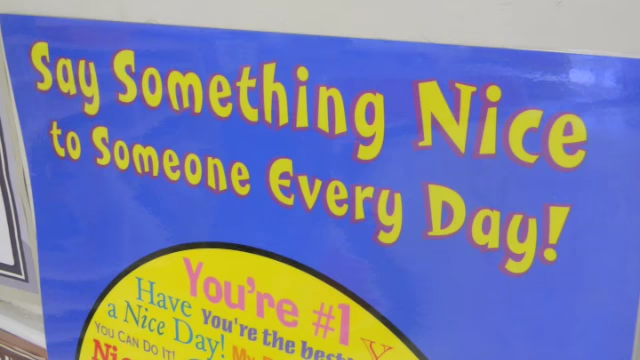 Say Something Nice
to Someone Every Day!
You're #1
Have
a Nice Day!
You're the best!
YOU CAN DO IT!